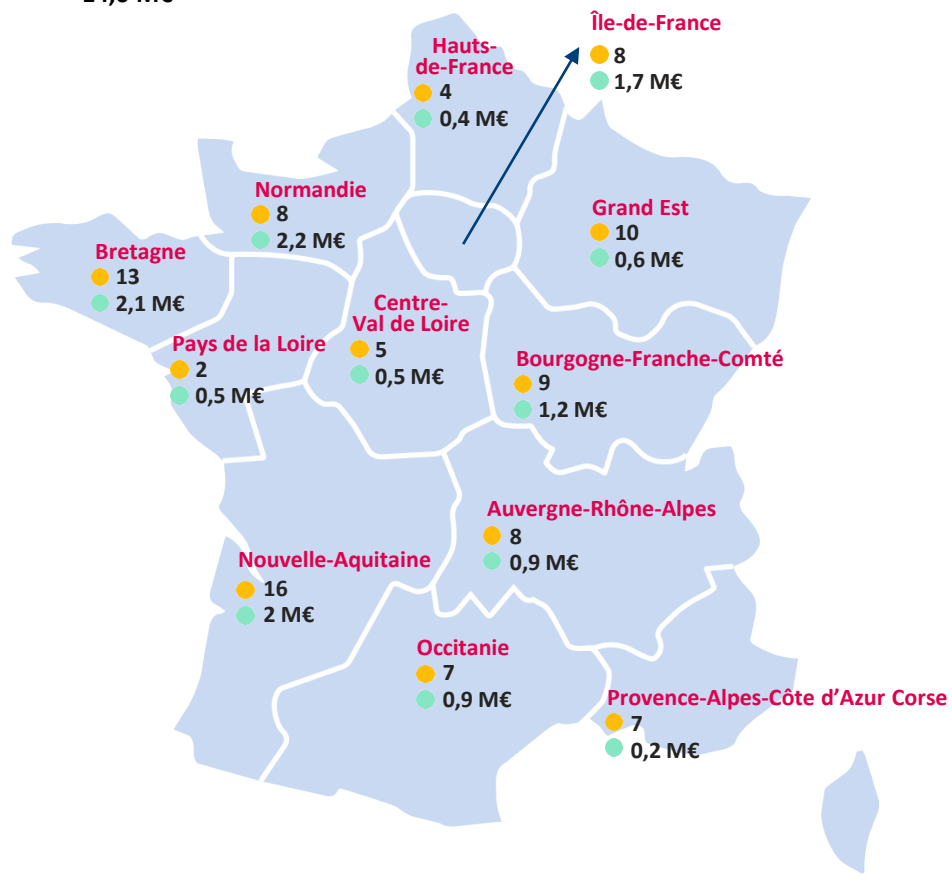 Île-de-France
8
1,7 M€
Hauts-
de-France
4
0,4 M€
Normandie
8
2,2 M€
Grand Est
10
0,6 M€
Bretagne
13
2,1 M€
Centre-
Val de Loire
5
0,5 M€
Pays de la Loire
2
0,5 M€
Bourgogne-Franche-Comté
9
1,2 M€
Auvergne-Rhône-Alpes
8
0,9 M€
Nouvelle-Aquitaine
16
2 M€
Occitanie
7
0,9 M€
Provence-Alpes-Côte d’Azur Corse
7
0,2 M€